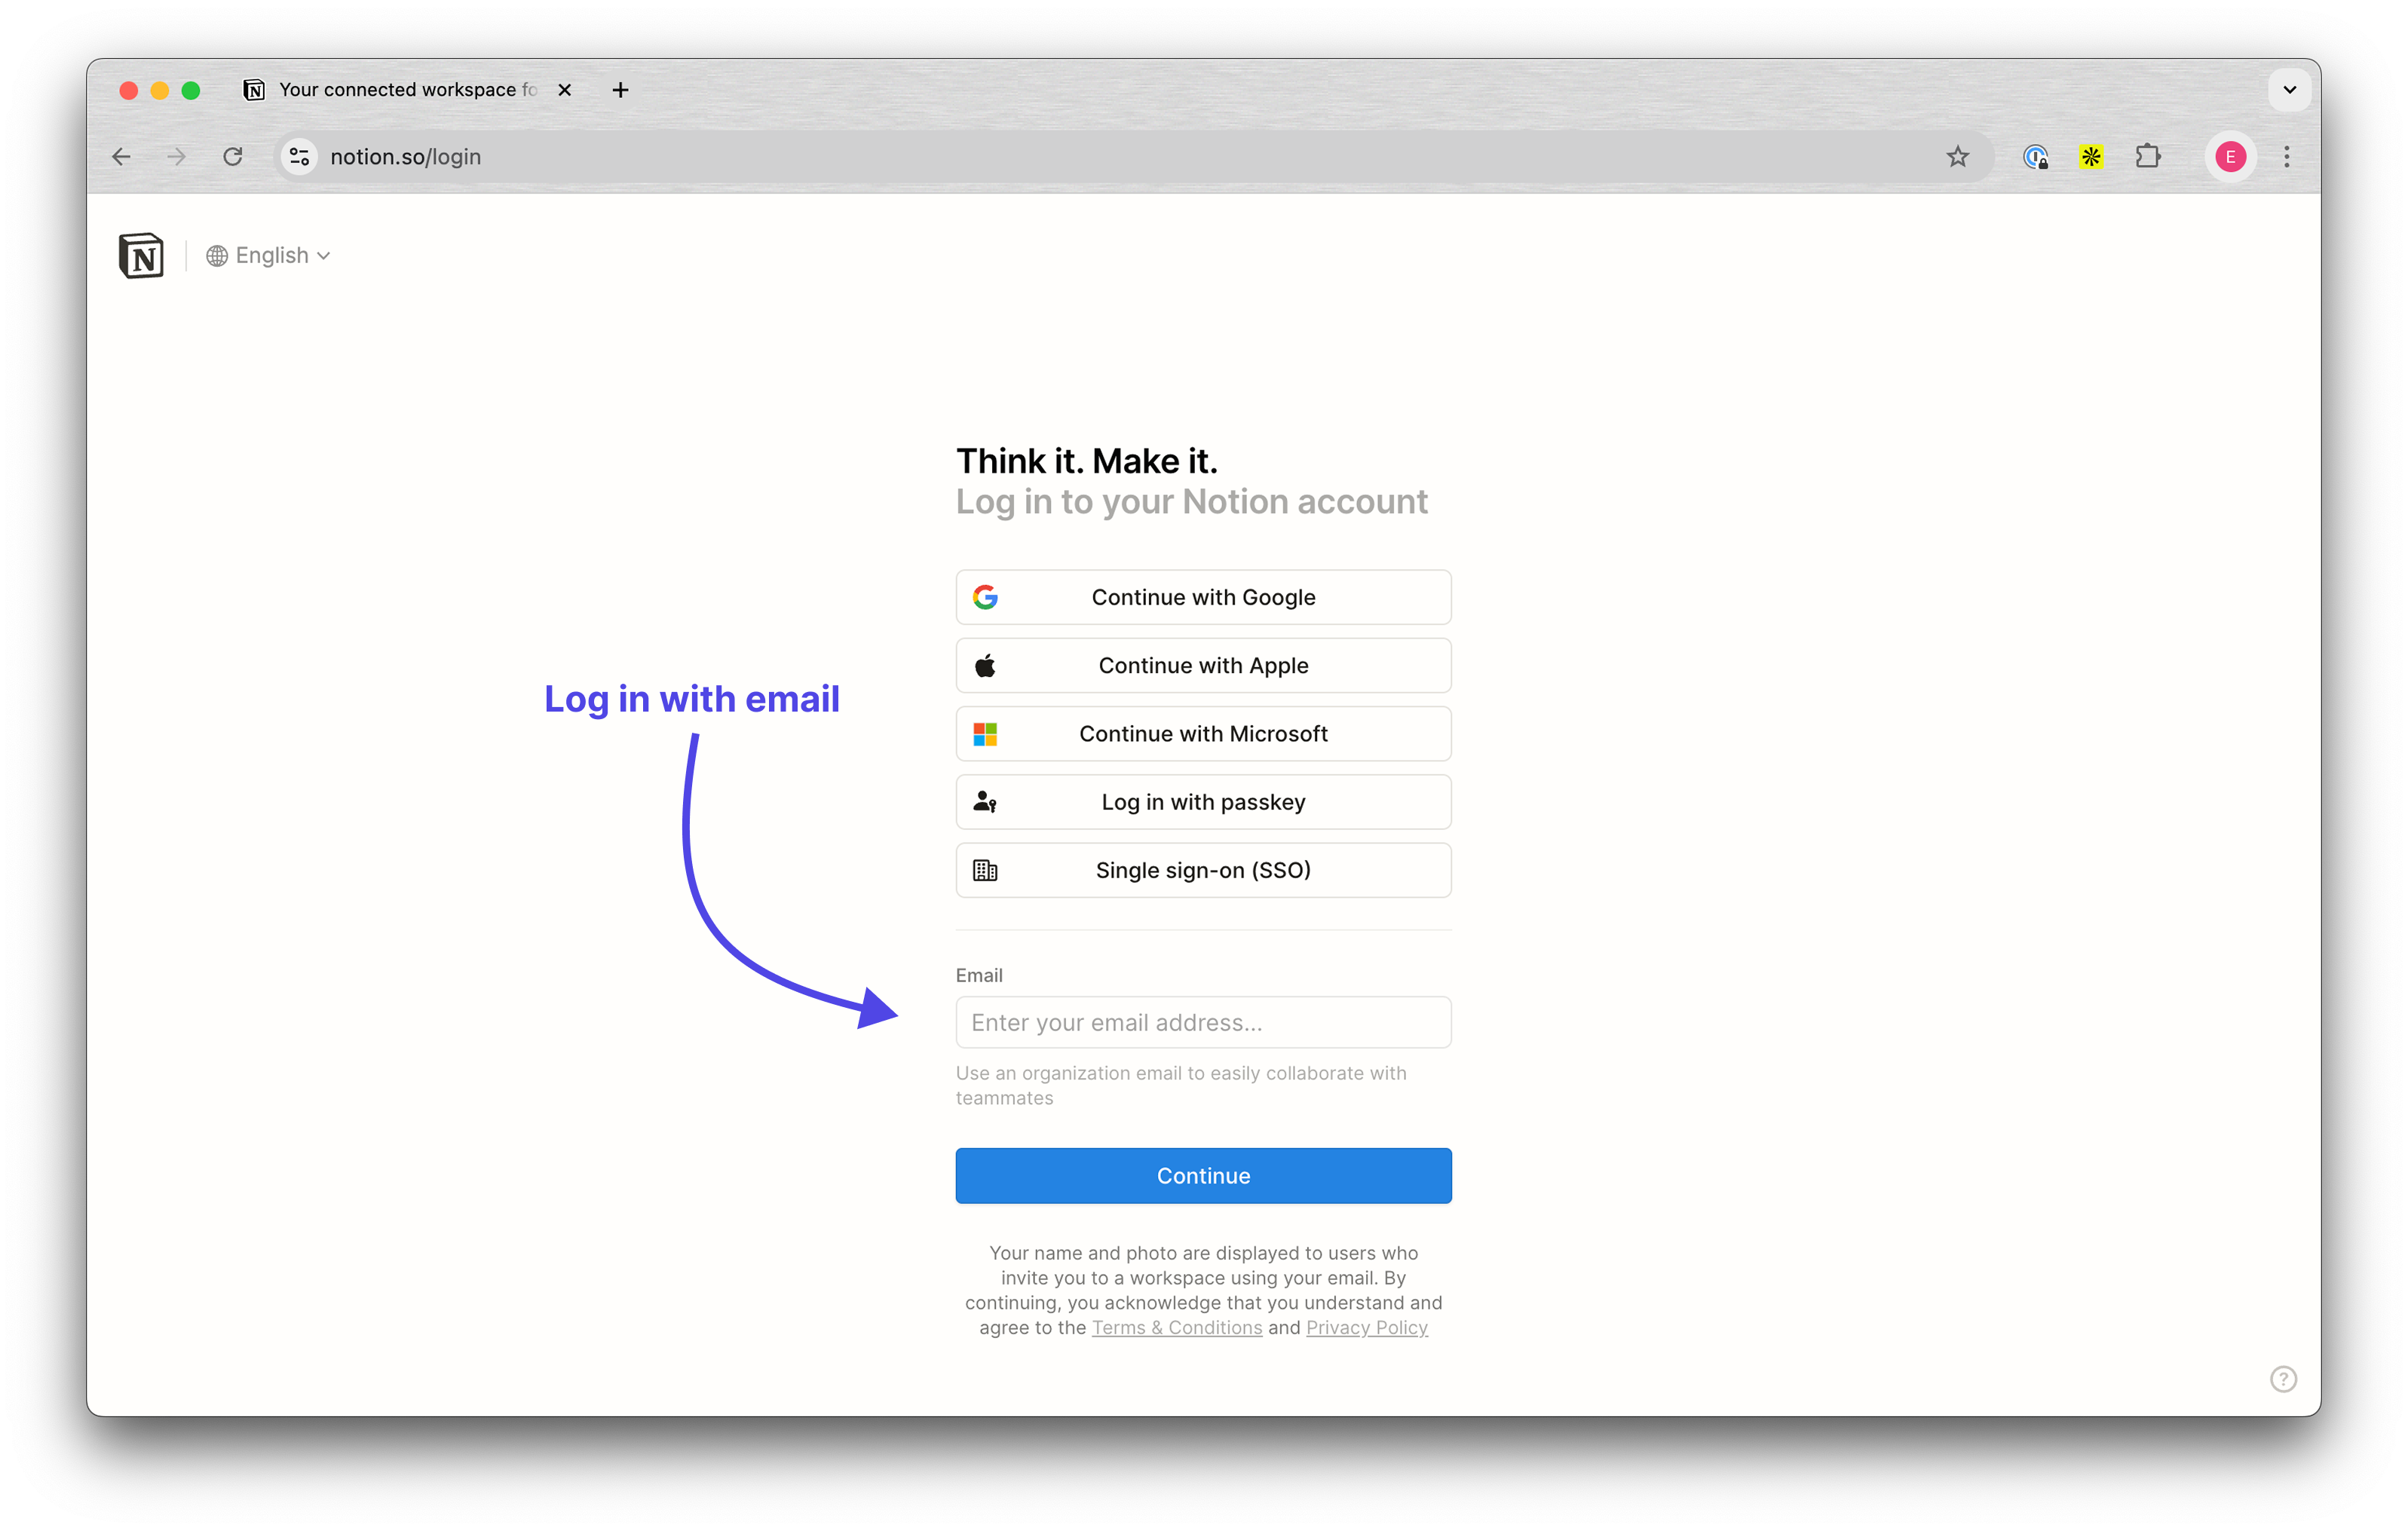 Your connected workspace fo
notion.so/login
E
N
English
Think it. Make it.
Log in to your Notion account
Continue with Google
Continue with Apple
Log in with email
Continue with Microsoft
Log in with passkey
Single sign-on (SSO)
Email
Enter your email address...
Use an organization email to easily collaborate with
teammates
Continue
Your name and photo are displayed to users who
invite you to a workspace using your email. By
continuing, you acknowledge that you understand and
agree to the Terms & Conditions and Privacy Policy
?